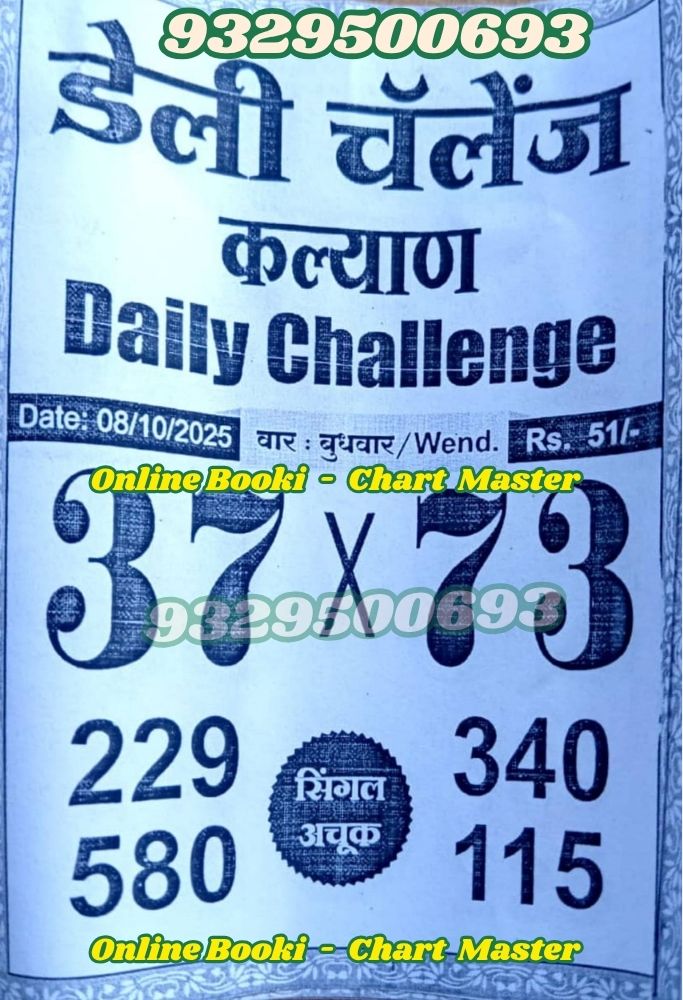 9329500693
डेली चॅलेंज
कल्याण
Daily Challenge
Date: 08/10/2025 वार : बुधवार/Wend. Rs. 51/-
Online Booki - Chart Master
37 X 73
9329500693
229 सिंगल 340
580 अचूक 115
Online Booki - Chart Master